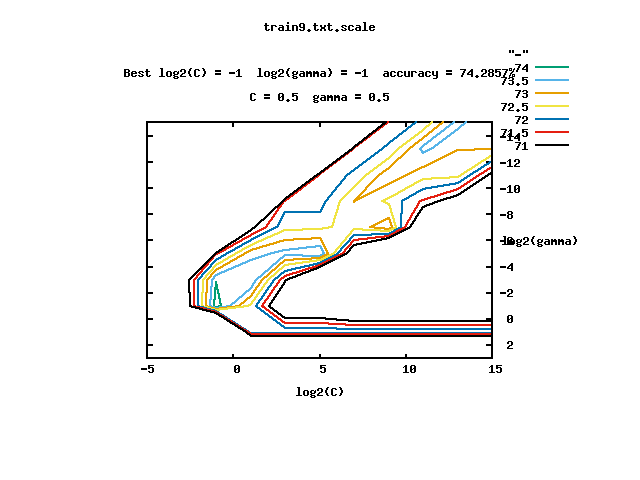 train9.txt.scale
"-"
Best log2(C) = -1 log2(gamma) = -1 accuracy = 74.2857%
74
73.5
C = 0.5 gamma = 0.5
73
72.5
72
71.5
71
-14
-12
-10
-8
-6
log2(gamma)
-4
-2
0
2
-5 0 5 10 15
log2(C)